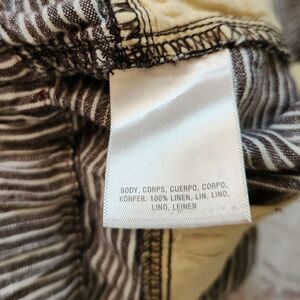 BODY, CORPS, CUERPO, CORPO,
KÖRPER: 100% LINEN, LIN, LINO,
LINO, LEINEN